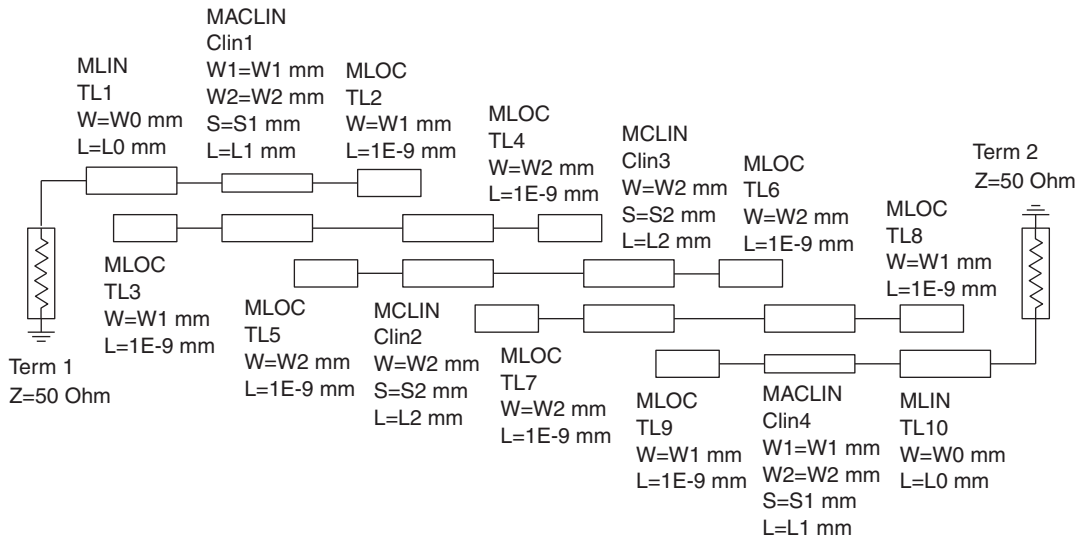 MLIN
TL1
W=W0 mm
L=L0 mm
MACLIN
Clin1
W1=W1 mm
W2=W2 mm
S=S1 mm
L=L1 mm
MLOC
TL2
W=W1 mm
L=1E-9 mm
MLOC
TL4
W=W2 mm
L=1E-9 mm
MCLIN
Clin3
W=W2 mm
S=S2 mm
L=L2 mm
MLOC
TL6
W=W2 mm
L=1E-9 mm
Term 2
Z=50 Ohm
MLOC
TL8
W=W1 mm
L=1E-9 mm
Term 1
Z=50 Ohm
MLOC
TL3
W=W1 mm
L=1E-9 mm
MLOC
TL5
W=W2 mm
L=1E-9 mm
MCLIN
Clin2
W=W2 mm
S=S2 mm
L=L2 mm
MLOC
TL7
W=W2 mm
L=1E-9 mm
MLOC
TL9
W=W1 mm
L=1E-9 mm
MACLIN
Clin4
W1=W1 mm
W2=W2 mm
S=S1 mm
L=L1 mm
MLIN
TL10
W=W0 mm
L=L0 mm